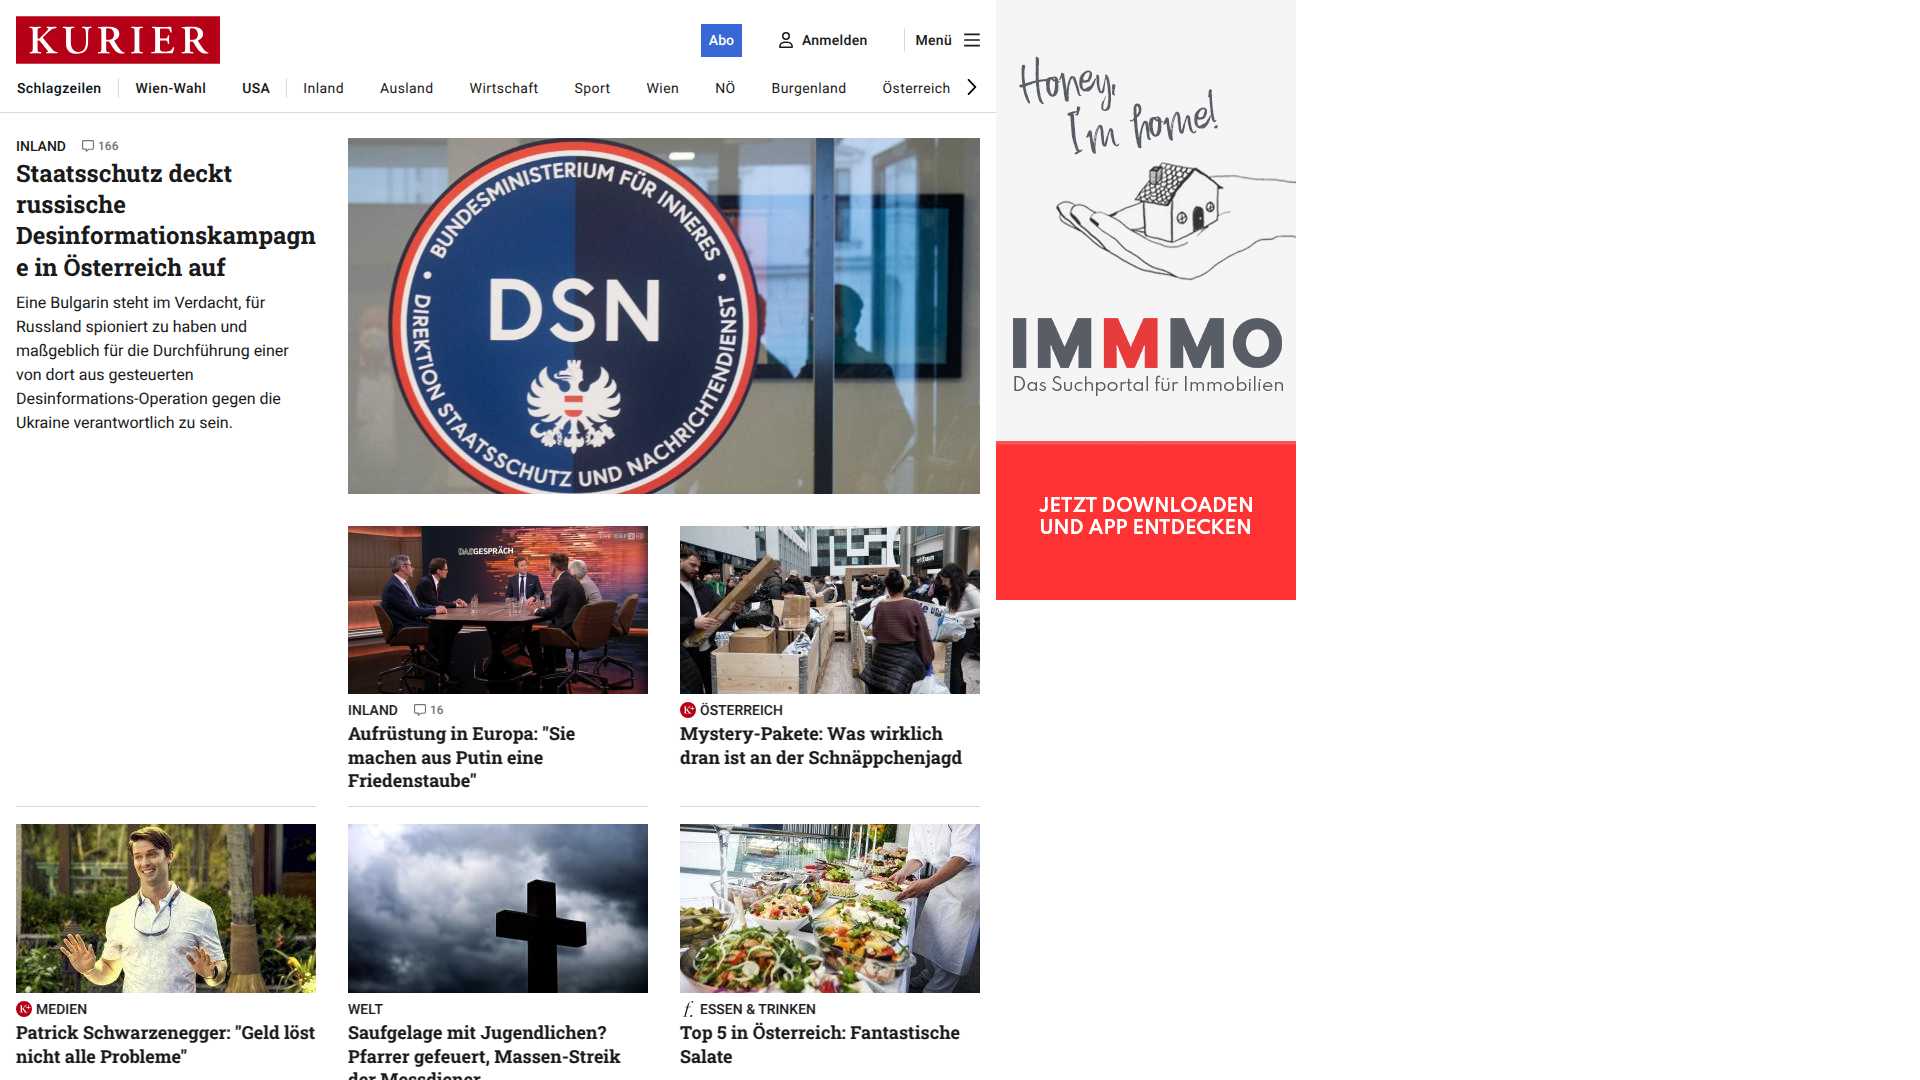 KURIER
Abo
Anmelden
Menü
Schlagzeilen
Wien-Wahl
USA
Inland
Ausland
Wirtschaft
Sport
Wien
NÖ
Burgenland
Österreich
INLAND 166
Staatsschutz deckt
russische
Desinformationskampagn
e in Österreich auf
Eine Bulgarin steht im Verdacht, für
Russland spioniert zu haben und
maßgeblich für die Durchführung einer
von dort aus gesteuerten
Desinformations-Operation gegen die
Ukraine verantwortlich zu sein.
BUNDESMINISTERIUM FÜR INNERES
DSN
DIREKTION STAATSSCHUTZ UND NACHRICHTENDIENST
DAS GESPRÄCH
INLAND 16
Aufrüstung in Europa: "Sie
machen aus Putin eine
Friedenstaube"
K+ ÖSTERREICH
Mystery-Pakete: Was wirklich
dran ist an der Schnäppchenjagd
K+ MEDIEN
Patrick Schwarzenegger: "Geld löst
nicht alle Probleme"
WELT
Saufgelage mit Jugendlichen?
Pfarrer gefeuert, Massen-Streik
der Messdiener
f. ESSEN & TRINKEN
Top 5 in Österreich: Fantastische
Salate
Honey,
I'm home!
IMMMO
Das Suchportal für Immobilien
JETZT DOWNLOADEN
UND APP ENTDECKEN